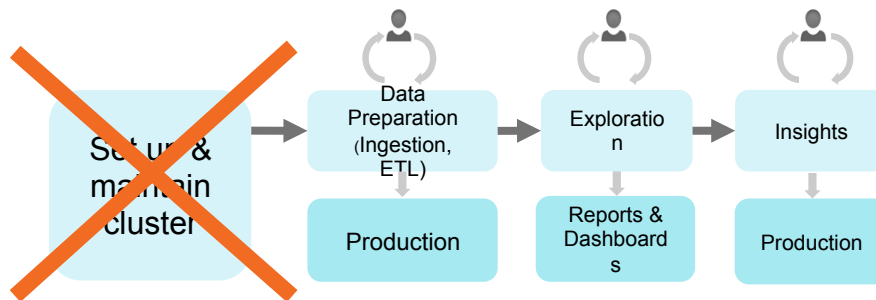 Set up &
maintain
cluster
Data
Preparation
(Ingestion,
ETL)
Exploratio
n
Insights
Production
Reports &
Dashboard
s
Production